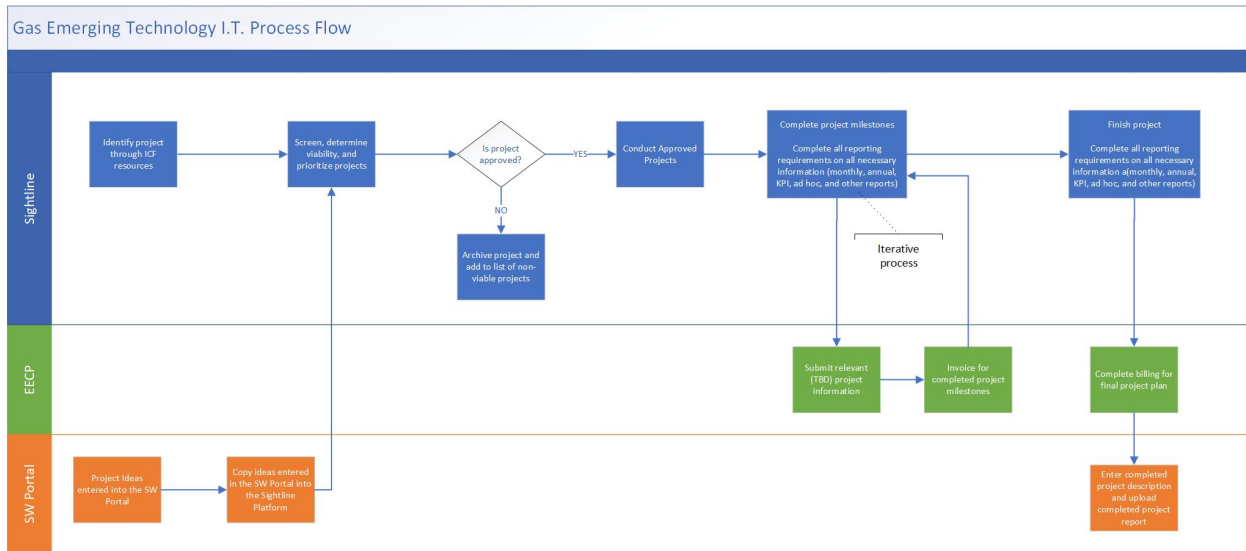 Gas Emerging Technology I.T. Process Flow
Sightline
Identify project
through ICF
resources
Screen, determine
viability, and
prioritize projects
Is project
approved?
YES
NO
Archive project and
add to list of non-
viable projects
Conduct Approved
Projects
Complete project milestones
Complete all reporting
requirements on all necessary
information (monthly, annual,
KPI, ad hoc, and other reports)
Iterative
process
Finish project
Complete all reporting
requirements on all necessary
information a(monthly, annual,
KPI, ad hoc, and other reports)
EECP
Submit relevant
(TBD) project
information
Invoice for
completed project
milestones
Complete billing for
final project plan
SW Portal
Project Ideas
entered into the SW
Portal
Copy ideas entered
in the SW Portal into
the Sightline
Platform
Enter completed
project description
and upload
completed project
report